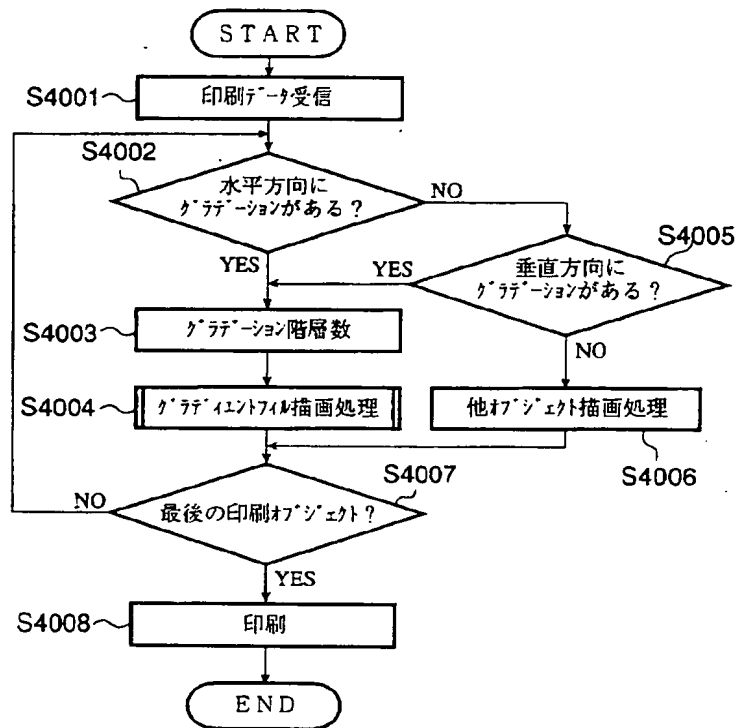 START
S4001
印刷データ受信
S4002
水平方向に
グラデーションがある？
NO
YES
S4005
垂直方向に
グラデーションがある？
YES
NO
S4003
グラデーション階層数
S4004
グラディエントフィル描画処理
他オブジェクト描画処理
S4006
S4007
最後の印刷オブジェクト？
NO
YES
S4008
印刷
END